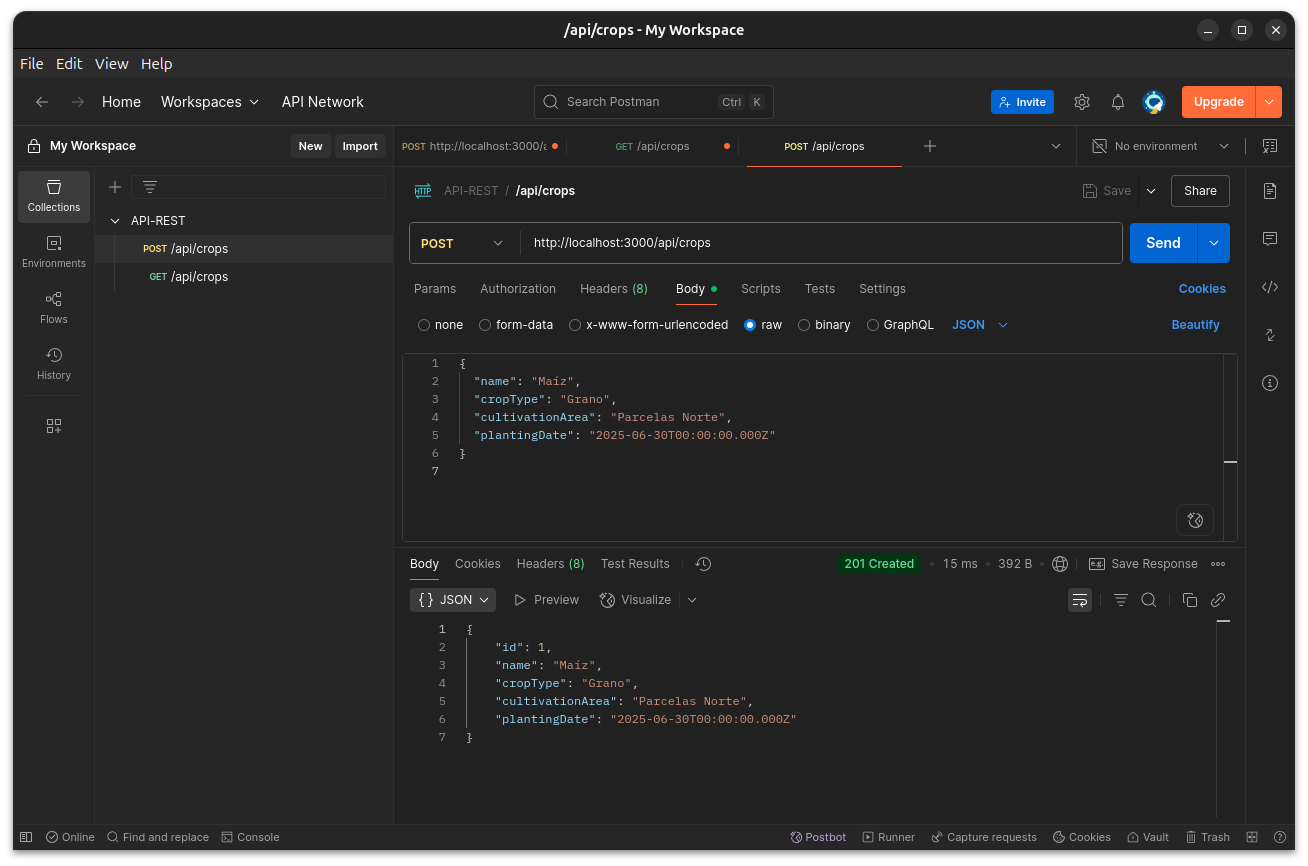 /api/crops - My Workspace
File Edit View Help
Home Workspaces API Network Search Postman Ctrl K Invite Upgrade
My Workspace New Import
POST http://localhost:3000/a GET /api/crops POST /api/crops No environment
Collections
Environments
Flows
History
API-REST
POST /api/crops
GET /api/crops
HTTP API-REST / /api/crops Save Share
POST http://localhost:3000/api/crops Send
Params Authorization Headers (8) Body Scripts Tests Settings Cookies
none form-data x-www-form-urlencoded raw binary GraphQL JSON Beautify
1 {
2 "name": "Maíz",
3 "cropType": "Grano",
4 "cultivationArea": "Parcelas Norte",
5 "plantingDate": "2025-06-30T00:00:00.000Z"
6 }
7
Body Cookies Headers (8) Test Results 201 Created • 15 ms • 392 B • e.g. Save Response
{} JSON Preview Visualize
1 {
2 "id": 1,
3 "name": "Maíz",
4 "cropType": "Grano",
5 "cultivationArea": "Parcelas Norte",
6 "plantingDate": "2025-06-30T00:00:00.000Z"
7 }
Online Find and replace Console Postbot Runner Capture requests Cookies Vault Trash